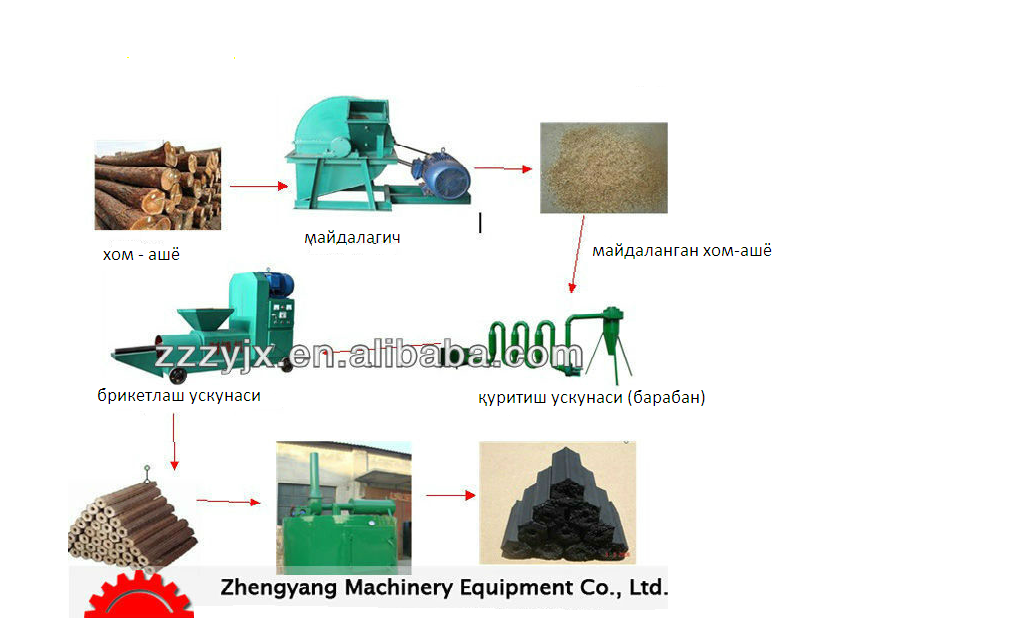 майдалагич
хом - ашё
майдаланган хом-ашё
zzzyjx.en.alibaba.com
брикетлаш ускунаси
қуритиш ускунаси (барабан)
Zhengyang Machinery Equipment Co., Ltd.